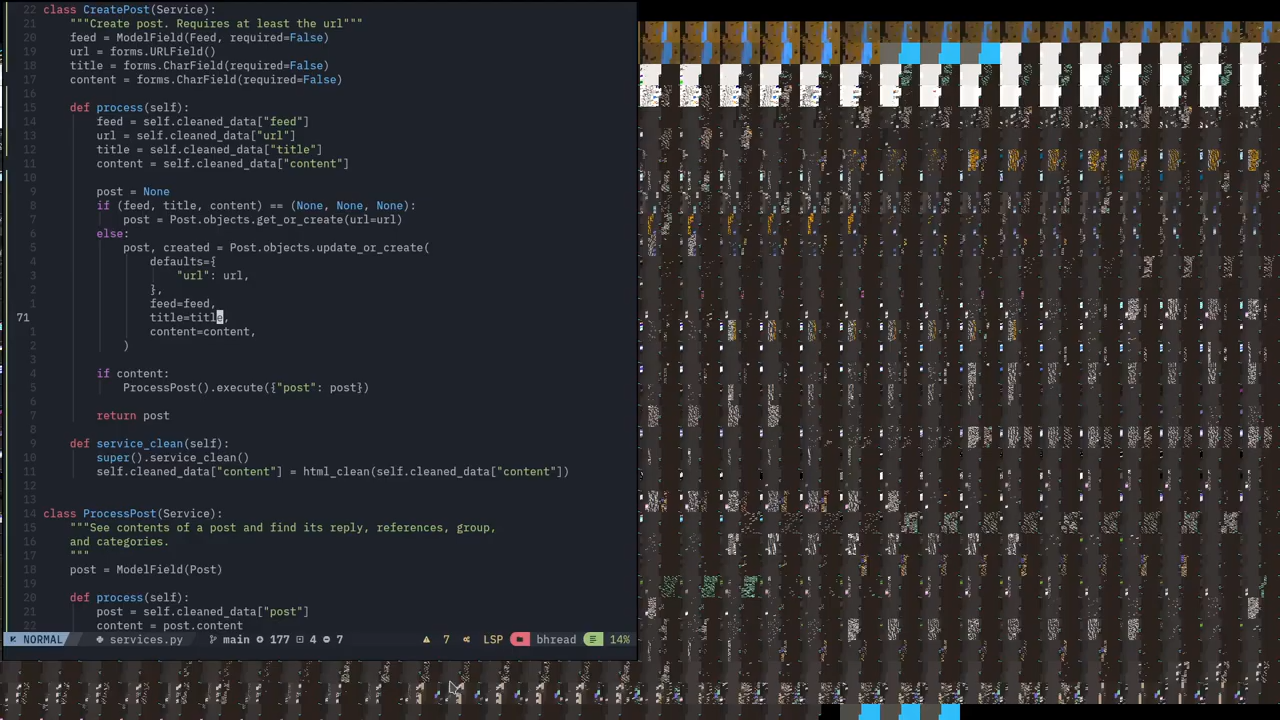 22 class CreatePost(Service):
21 """Create post. Requires at least the url"""
20 feed = ModelField(Feed, required=False)
19 url = forms.URLField()
18 title = forms.CharField(required=False)
17 content = forms.CharField(required=False)
16
15 def process(self):
14 feed = self.cleaned_data["feed"]
13 url = self.cleaned_data["url"]
12 title = self.cleaned_data["title"]
11 content = self.cleaned_data["content"]
10
9 post = None
8 if (feed, title, content) == (None, None, None):
7 post = Post.objects.get_or_create(url=url)
6 else:
5 post, created = Post.objects.update_or_create(
4 defaults={
3 "url": url,
2 },
1 feed=feed,
71 title=title,
1 content=content,
2 )
3
4 if content:
5 ProcessPost().execute({"post": post})
6
7 return post
8
9 def service_clean(self):
10 super().service_clean()
11 self.cleaned_data["content"] = html_clean(self.cleaned_data["content"])
12
13
14 class ProcessPost(Service):
15 """See contents of a post and find its reply, references, group,
16 and categories.
17 """
18 post = ModelField(Post)
19
20 def process(self):
21 post = self.cleaned_data["post"]
22 content = post.content
NORMAL services.py main 177 4 7 7 LSP bhread 14%